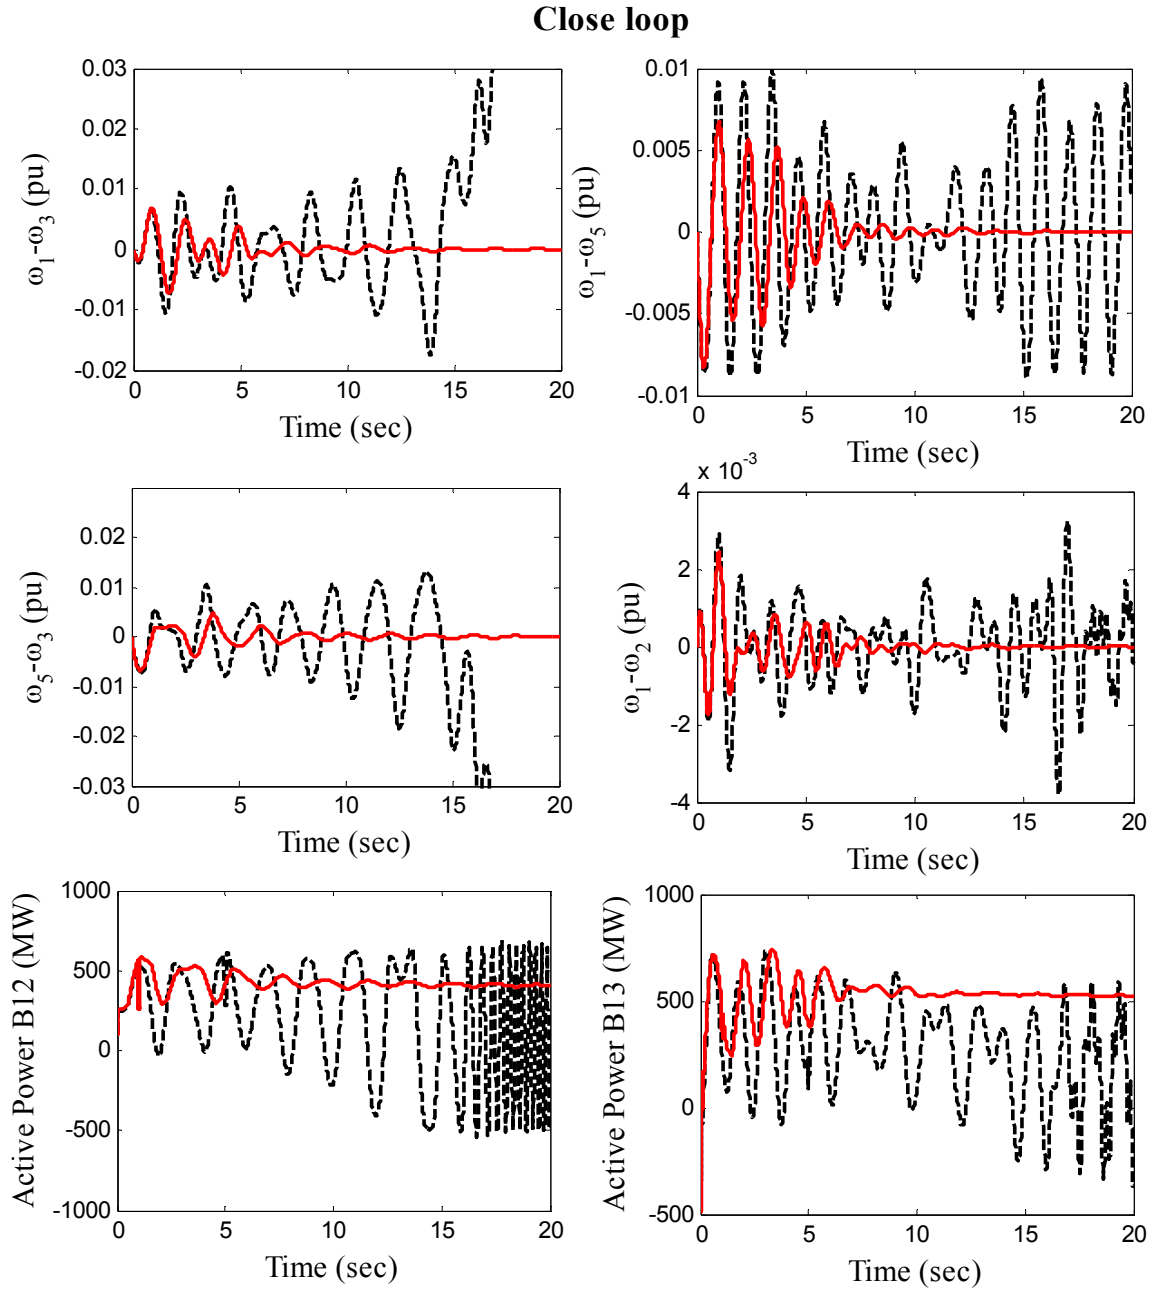 Close loop
0.03
0.02
0.01
0
-0.01
-0.02
ω1-ω3 (pu)
0 5 10 15 20
Time (sec)
0.01
0.005
0
-0.005
-0.01
ω1-ω5 (pu)
0 5 10 15 20
Time (sec)
0.02
0.01
0
-0.01
-0.02
-0.03
ω5-ω3 (pu)
0 5 10 15 20
Time (sec)
x 10-3
4
2
0
-2
-4
ω1-ω2 (pu)
0 5 10 15 20
Time (sec)
1000
500
0
-500
-1000
Active Power B12 (MW)
0 5 10 15 20
Time (sec)
1000
500
0
-500
Active Power B13 (MW)
0 5 10 15 20
Time (sec)